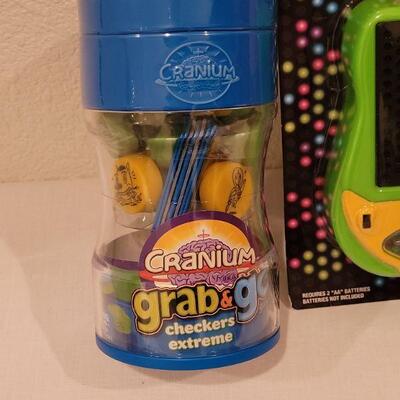 CRANIUM
CRANIUM
grab & go
checkers
extreme
REQUIRES 2 "AA" BATTERIES
BATTERIES NOT INCLUDED